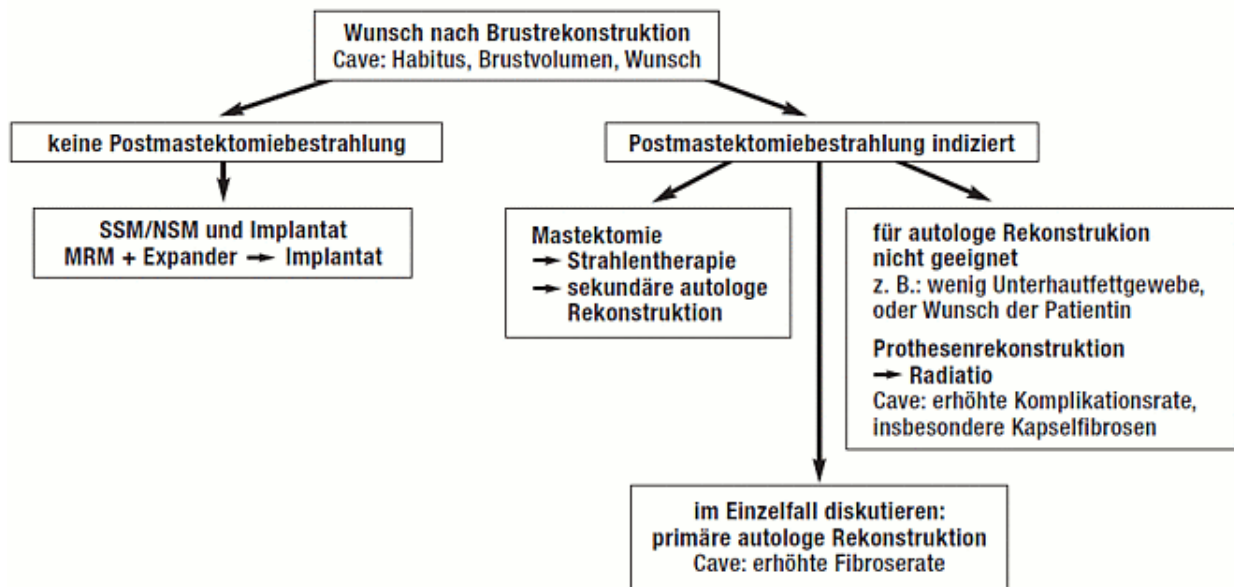 Wunsch nach Brustrekonstruktion
Cave: Habitus, Brustvolumen, Wunsch
keine Postmastektomiebestrahlung
Postmastektomiebestrahlung indiziert
SSM/NSM und Implantat
MRM + Expander → Implantat
Mastektomie
→ Strahlentherapie
→ sekundäre autologe
Rekonstruktion
für autologe Rekonstrukion
nicht geeignet
z. B.: wenig Unterhautfettgewebe,
oder Wunsch der Patientin
Prothesenrekonstruktion
→ Radiatio
Cave: erhöhte Komplikationsrate,
insbesondere Kapselfibrosen
im Einzelfall diskutieren:
primäre autologe Rekonstruktion
Cave: erhöhte Fibroserate